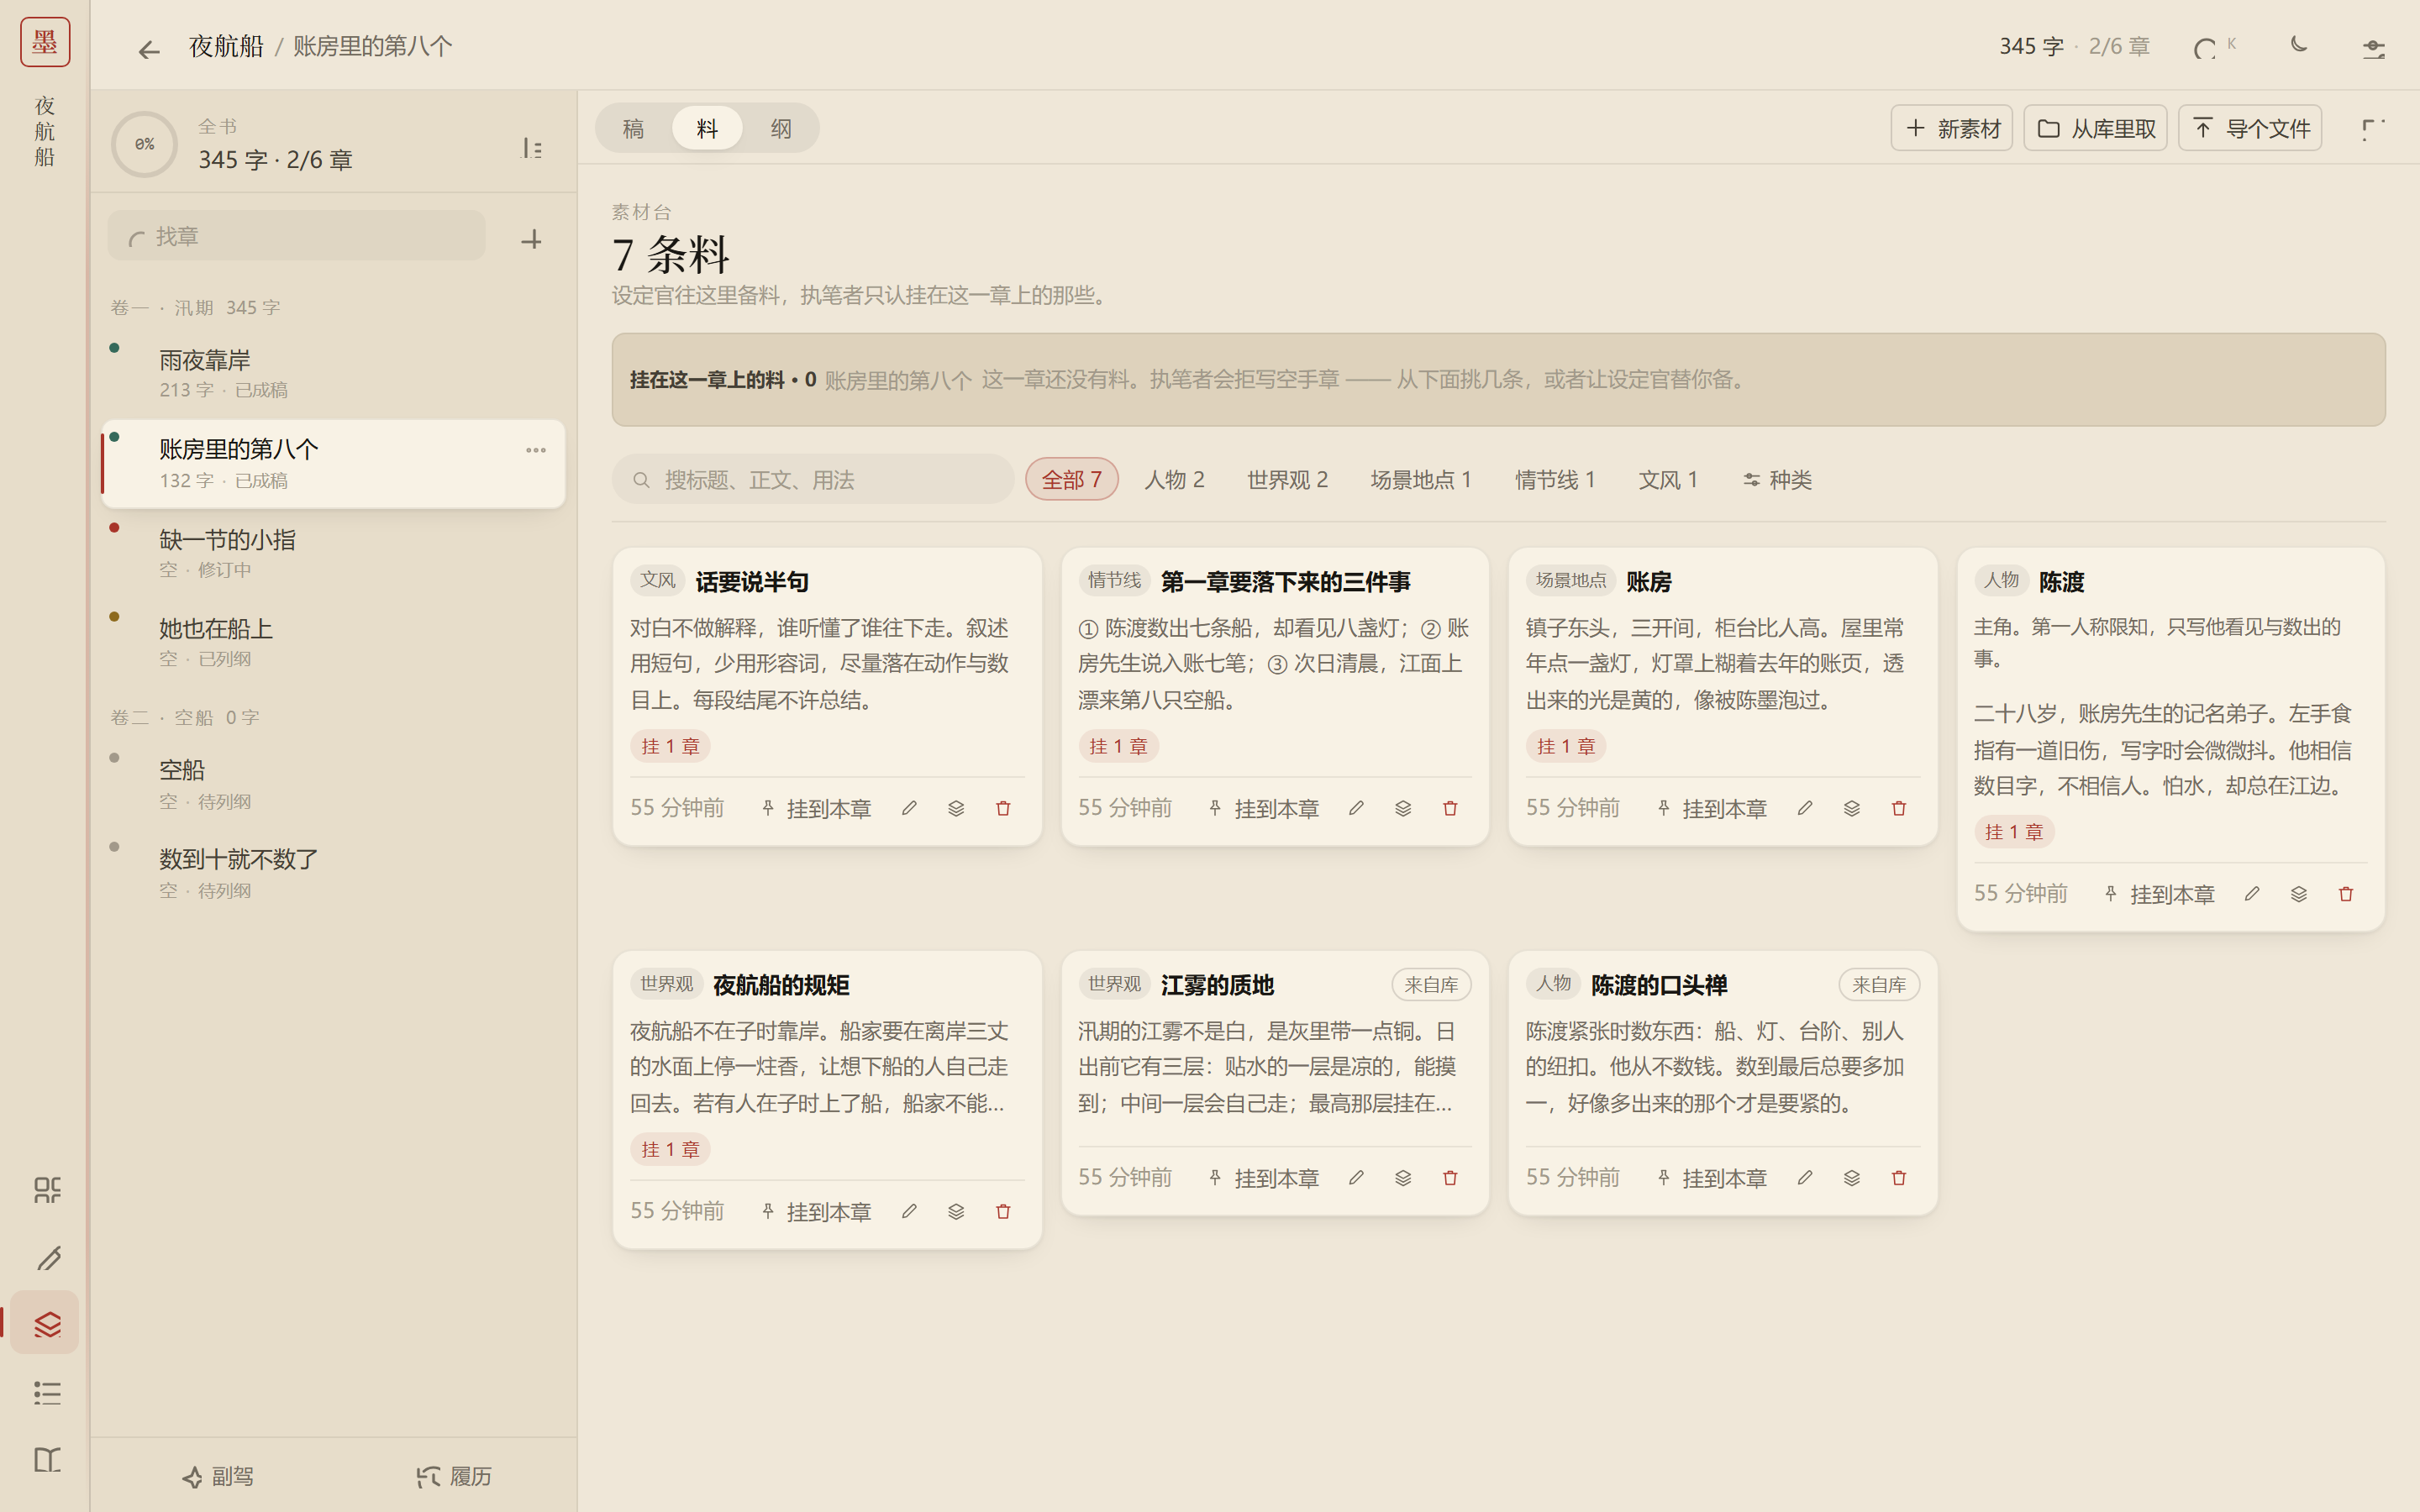 墨
夜航船
夜航船 / 账房里的第八个
345 字 · 2/6 章
K
0%
全书
345 字 · 2/6 章
找章
卷一 · 汛期 345 字
雨夜靠岸
213 字 · 已成稿
账房里的第八个
132 字 · 已成稿
缺一节的小指
空 · 修订中
她也在船上
空 · 已列纲
卷二 · 空船 0 字
空船
空 · 待列纲
数到十就不数了
空 · 待列纲
副驾
履历
稿 料 纲
新素材 从库里取 导个文件
素材台
7 条料
设定官往这里备料，执笔者只认挂在这一章上的那些。
挂在这一章上的料 • 0 账房里的第八个 这一章还没有料。执笔者会拒写空手章 —— 从下面挑几条，或者让设定官替你备。
搜标题、正文、用法
全部 7 人物 2 世界观 2 场景地点 1 情节线 1 文风 1 种类
文风 话要说半句
对白不做解释，谁听懂了谁往下走。叙述
用短句，少用形容词，尽量落在动作与数
目上。每段结尾不许总结。
挂 1 章
55 分钟前 挂到本章
情节线 第一章要落下来的三件事
① 陈渡数出七条船，却看见八盏灯；② 账
房先生说入账七笔；③ 次日清晨，江面上
漂来第八只空船。
挂 1 章
55 分钟前 挂到本章
场景地点 账房
镇子东头，三开间，柜台比人高。屋里常
年点一盏灯，灯罩上糊着去年的账页，透
出来的光是黄的，像被陈墨泡过。
挂 1 章
55 分钟前 挂到本章
人物 陈渡
主角。第一人称限知，只写他看见与数出的
事。
二十八岁，账房先生的记名弟子。左手食
指有一道旧伤，写字时会微微抖。他相信
数目字，不相信人。怕水，却总在江边。
挂 1 章
55 分钟前 挂到本章
世界观 夜航船的规矩
夜航船不在子时靠岸。船家要在离岸三丈
的水面上停一炷香，让想下船的人自己走
回去。若有人在子时上了船，船家不能...
挂 1 章
55 分钟前 挂到本章
世界观 江雾的质地 来自库
汛期的江雾不是白，是灰里带一点铜。日
出前它有三层：贴水的一层是凉的，能摸
到；中间一层会自己走；最高那层挂在...
55 分钟前 挂到本章
人物 陈渡的口头禅 来自库
陈渡紧张时数东西：船、灯、台阶、别人
的纽扣。他从不数钱。数到最后总要多加
一，好像多出来的那个才是要紧的。
55 分钟前 挂到本章